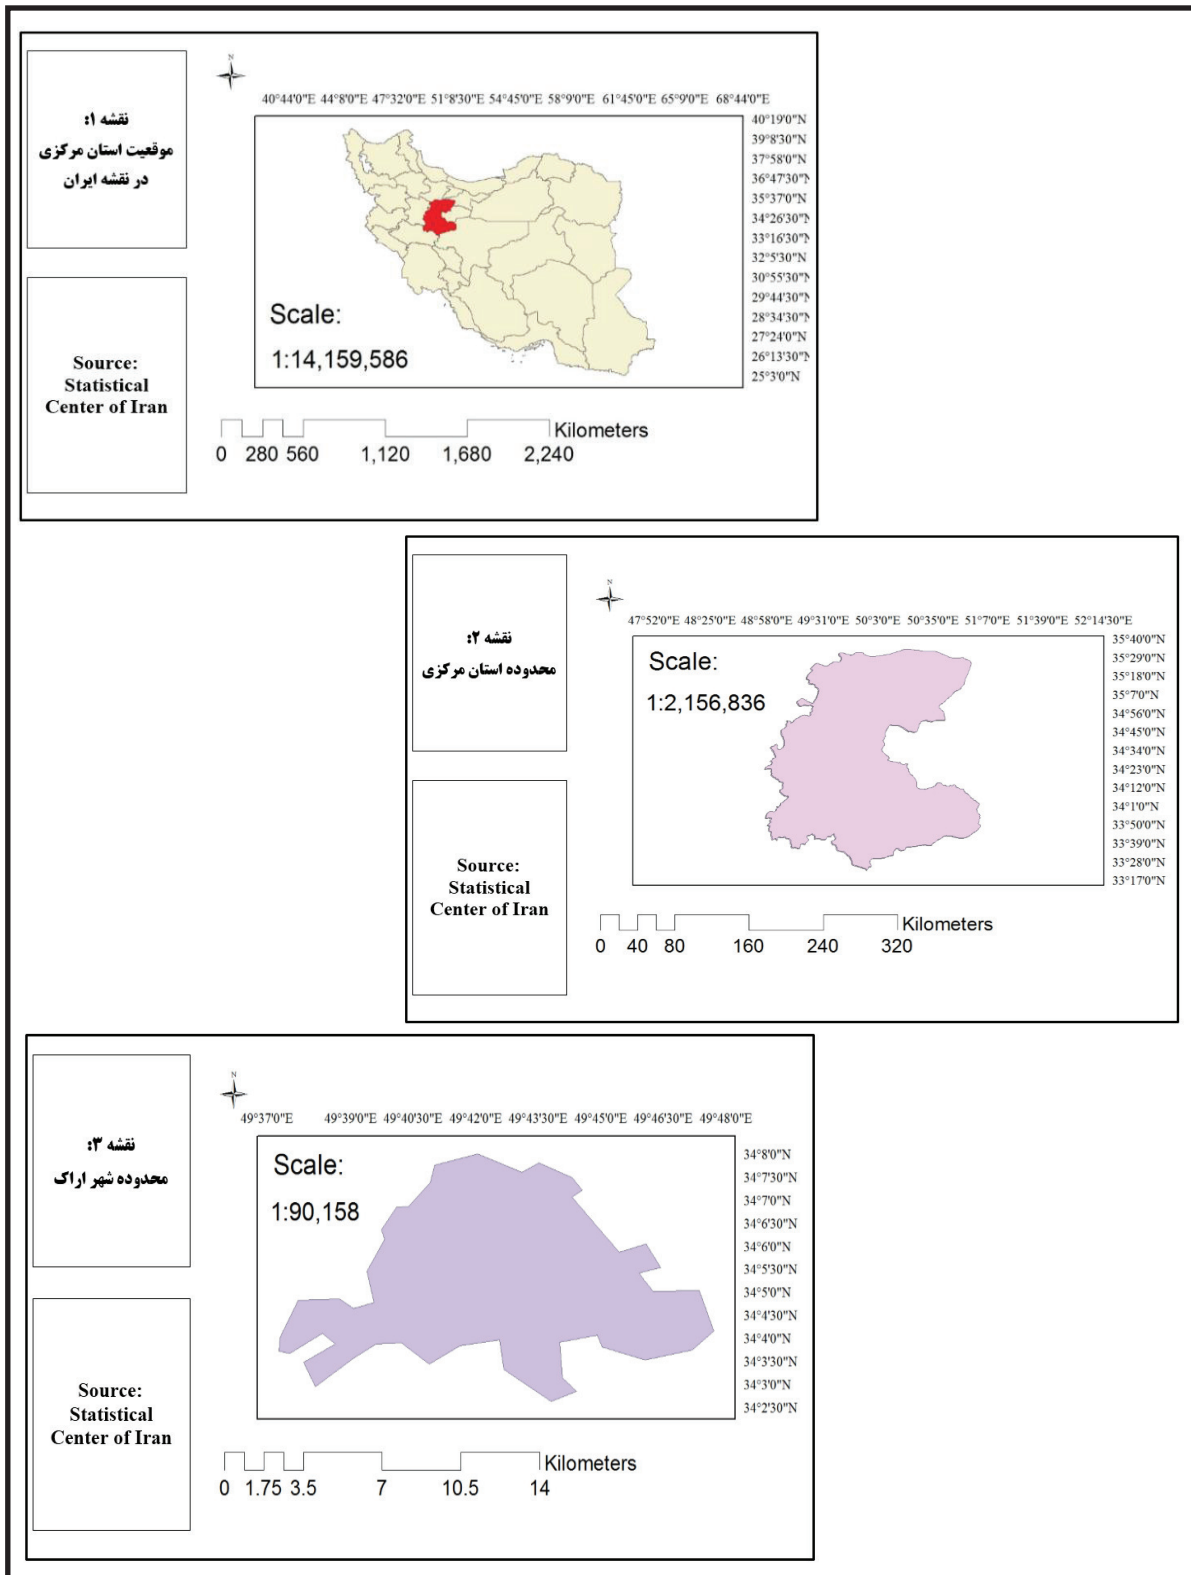 نقشه ۱:
موقعیت استان مرکزی
در نقشه ایران
Source:
Statistical
Center of Iran
N
40°44'0"E 44°8'0"E 47°32'0"E 51°8'30"E 54°45'0"E 58°9'0"E 61°45'0"E 65°9'0"E 68°44'0"E
40°19'0"N
39°8'30"N
37°58'0"N
36°47'30"N
35°37'0"N
34°26'30"N
33°16'30"N
32°5'30"N
30°55'30"N
29°44'30"N
28°34'30"N
27°24'0"N
26°13'30"N
25°3'0"N
Scale:
1:14,159,586
Kilometers
0 280 560 1,120 1,680 2,240
نقشه ۲:
محدوده استان مرکزی
Source:
Statistical
Center of Iran
N
47°52'0"E 48°25'0"E 48°58'0"E 49°31'0"E 50°3'0"E 50°35'0"E 51°7'0"E 51°39'0"E 52°14'30"E
35°40'0"N
35°29'0"N
35°18'0"N
35°7'0"N
34°56'0"N
34°45'0"N
34°34'0"N
34°23'0"N
34°12'0"N
34°1'0"N
33°50'0"N
33°39'0"N
33°28'0"N
33°17'0"N
Scale:
1:2,156,836
Kilometers
0 40 80 160 240 320
نقشه ۳:
محدوده شهر اراک
Source:
Statistical
Center of Iran
N
49°37'0"E 49°39'0"E 49°40'30"E 49°42'0"E 49°43'30"E 49°45'0"E 49°46'30"E 49°48'0"E
34°8'0"N
34°7'30"N
34°7'0"N
34°6'30"N
34°6'0"N
34°5'30"N
34°5'0"N
34°4'30"N
34°4'0"N
34°3'30"N
34°3'0"N
34°2'30"N
Scale:
1:90,158
Kilometers
0 1.75 3.5 7 10.5 14